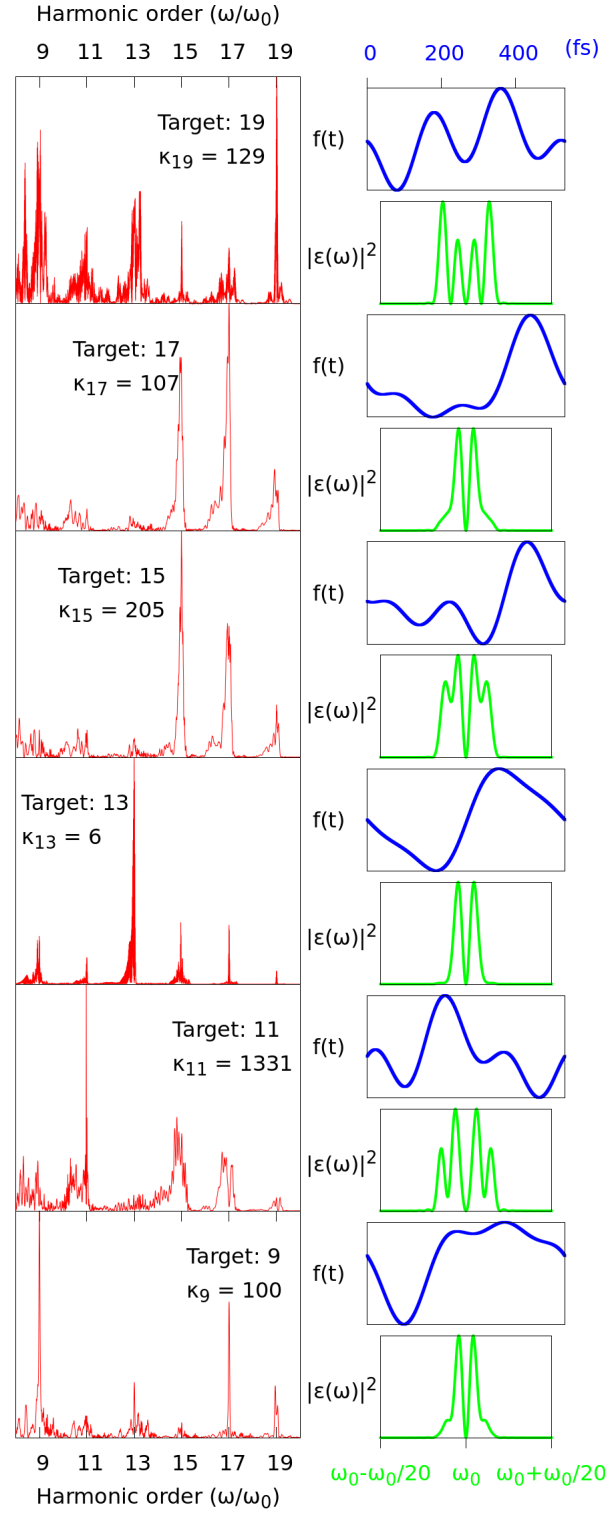 Harmonic order (ω/ω₀)
9 11 13 15 17 19
0 200 400 (fs)
Target: 19
κ₁₉ = 129
f(t)
|ε(ω)|²
Target: 17
κ₁₇ = 107
f(t)
|ε(ω)|²
Target: 15
κ₁₅ = 205
f(t)
|ε(ω)|²
Target: 13
κ₁₃ = 6
f(t)
|ε(ω)|²
Target: 11
κ₁₁ = 1331
f(t)
|ε(ω)|²
Target: 9
κ₉ = 100
f(t)
|ε(ω)|²
9 11 13 15 17 19
Harmonic order (ω/ω₀)
ω₀-ω₀/20 ω₀ ω₀+ω₀/20